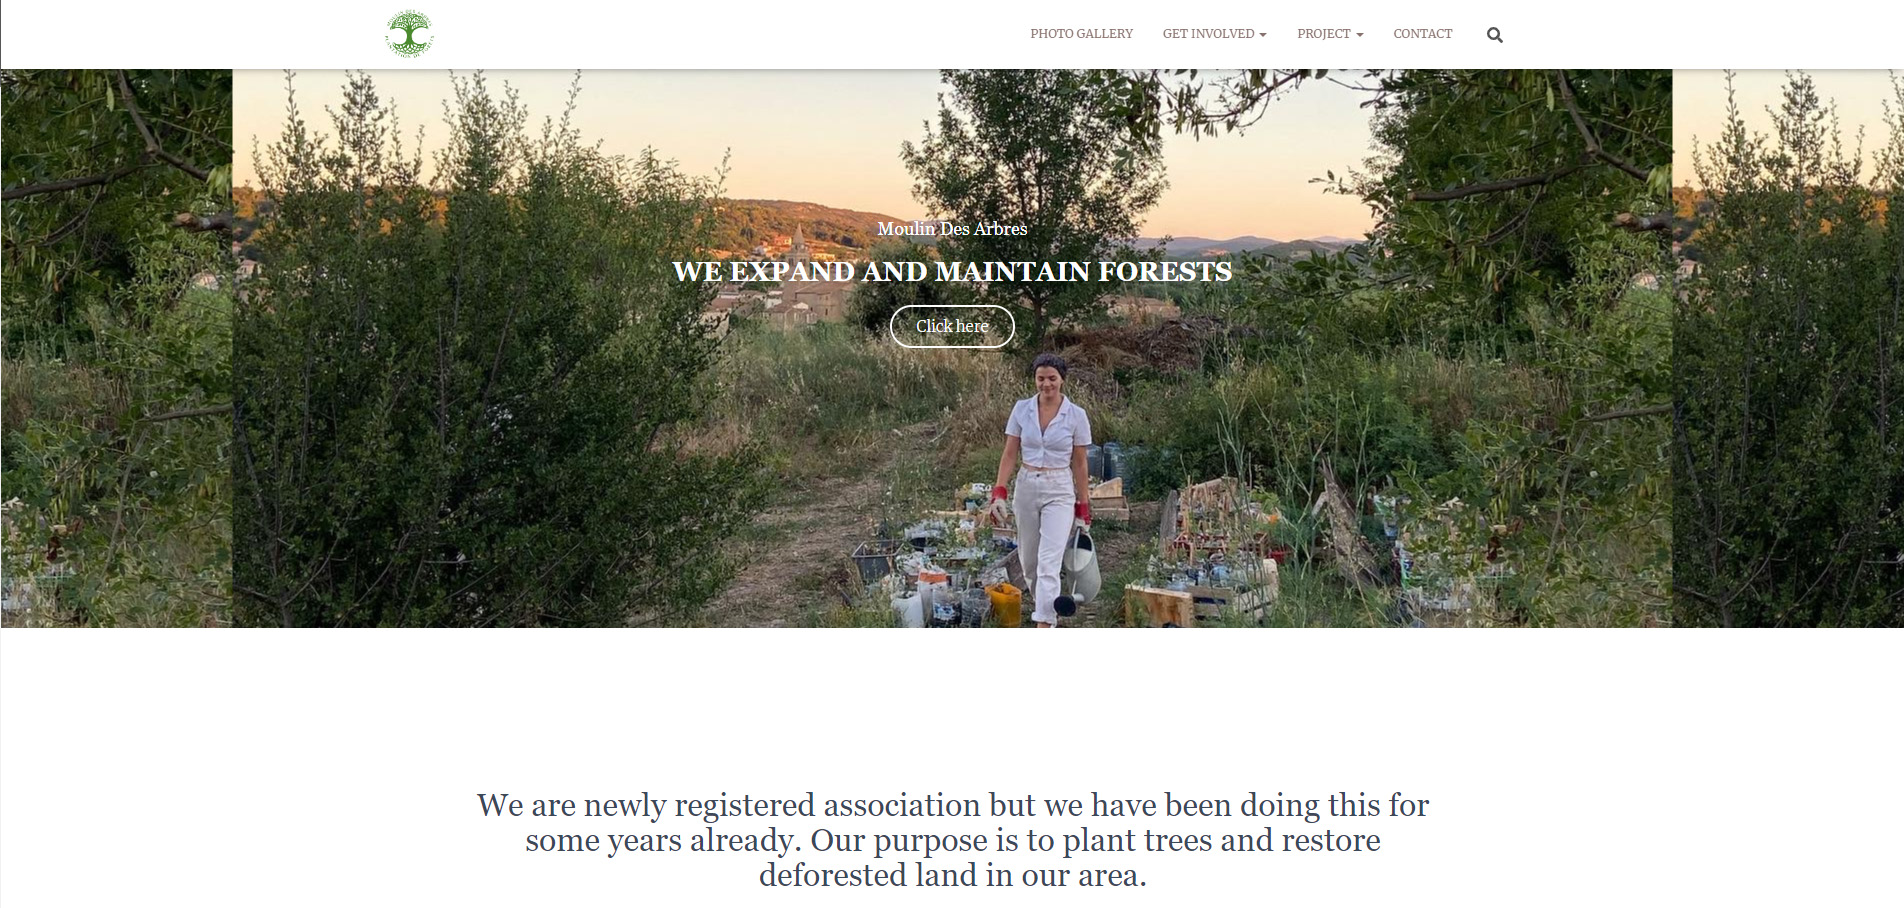 PHOTO GALLERY GET INVOLVED PROJECT CONTACT
Moulin Des Arbres
WE EXPAND AND MAINTAIN FORESTS
Click here
We are newly registered association but we have been doing this for
some years already. Our purpose is to plant trees and restore
deforested land in our area.